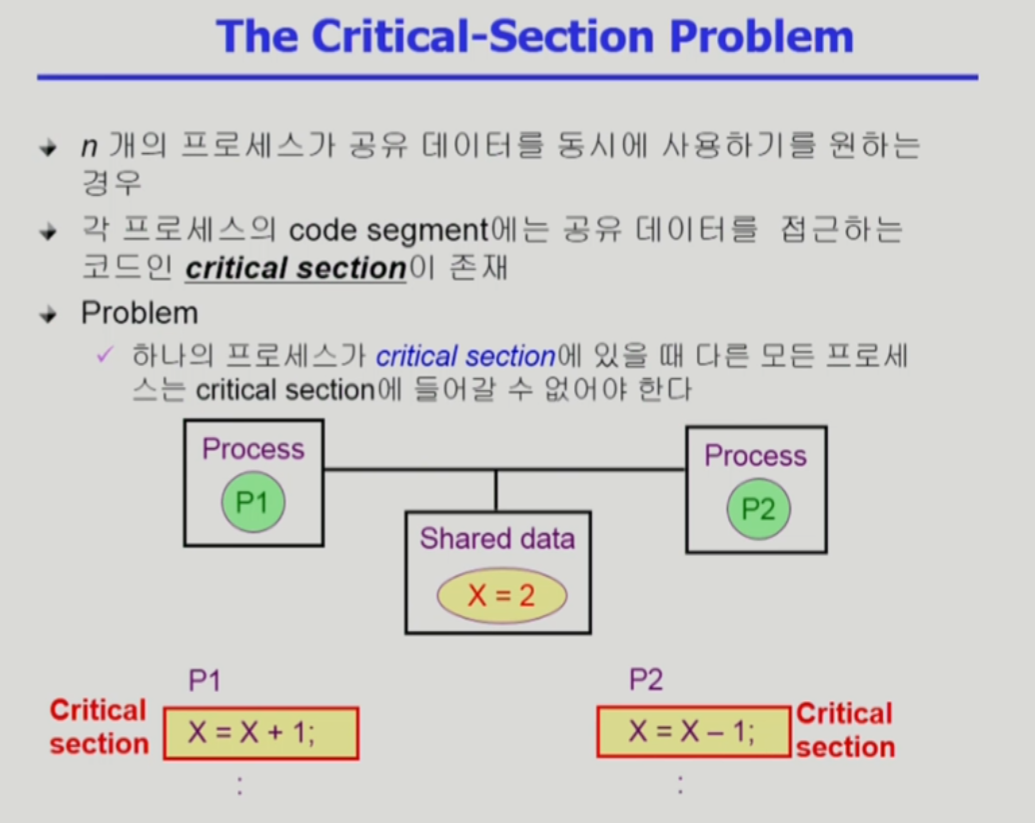 The Critical-Section Problem
n 개의 프로세스가 공유 데이터를 동시에 사용하기를 원하는
경우
각 프로세스의 code segment에는 공유 데이터를 접근하는
코드인 critical section이 존재
Problem
하나의 프로세스가 critical section에 있을 때 다른 모든 프로세
스는 critical section에 들어갈 수 없어야 한다
Process
P1
Process
P2
Shared data
X = 2
P1
Critical
section
X = X + 1;
:
P2
X = X – 1;
Critical
section
: